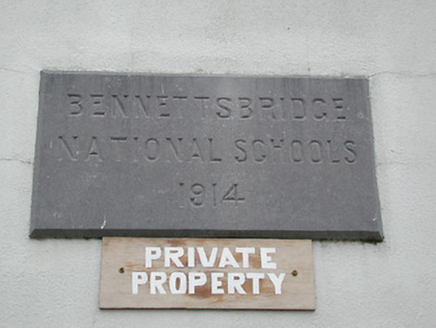 BENNETTSBRIDGE
NATIONAL SCHOOLS
1914
PRIVATE
PROPERTY